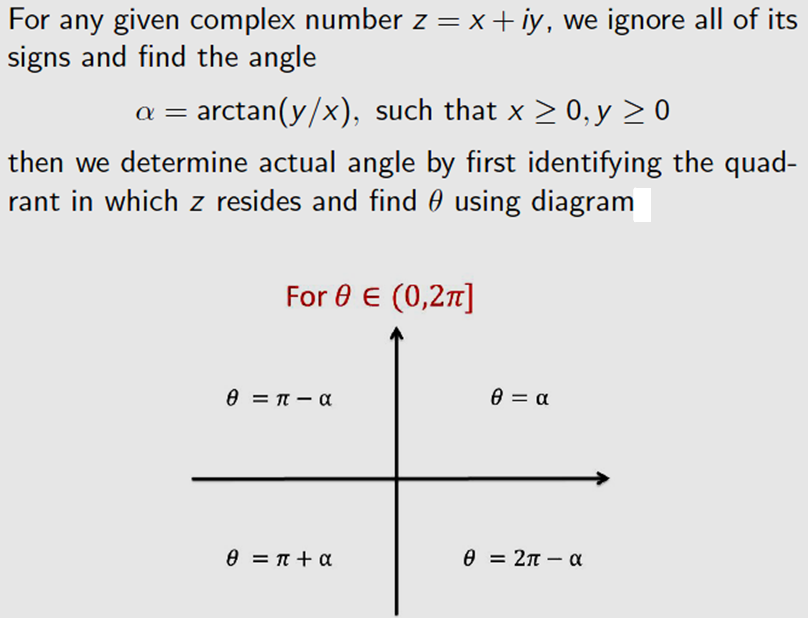 For any given complex number z = x + iy, we ignore all of its
signs and find the angle
α = arctan(y/x), such that x ≥ 0, y ≥ 0
then we determine actual angle by first identifying the quad-
rant in which z resides and find θ using diagram
For θ ∈ (0,2π]
θ = π − α
θ = α
θ = π + α
θ = 2π − α